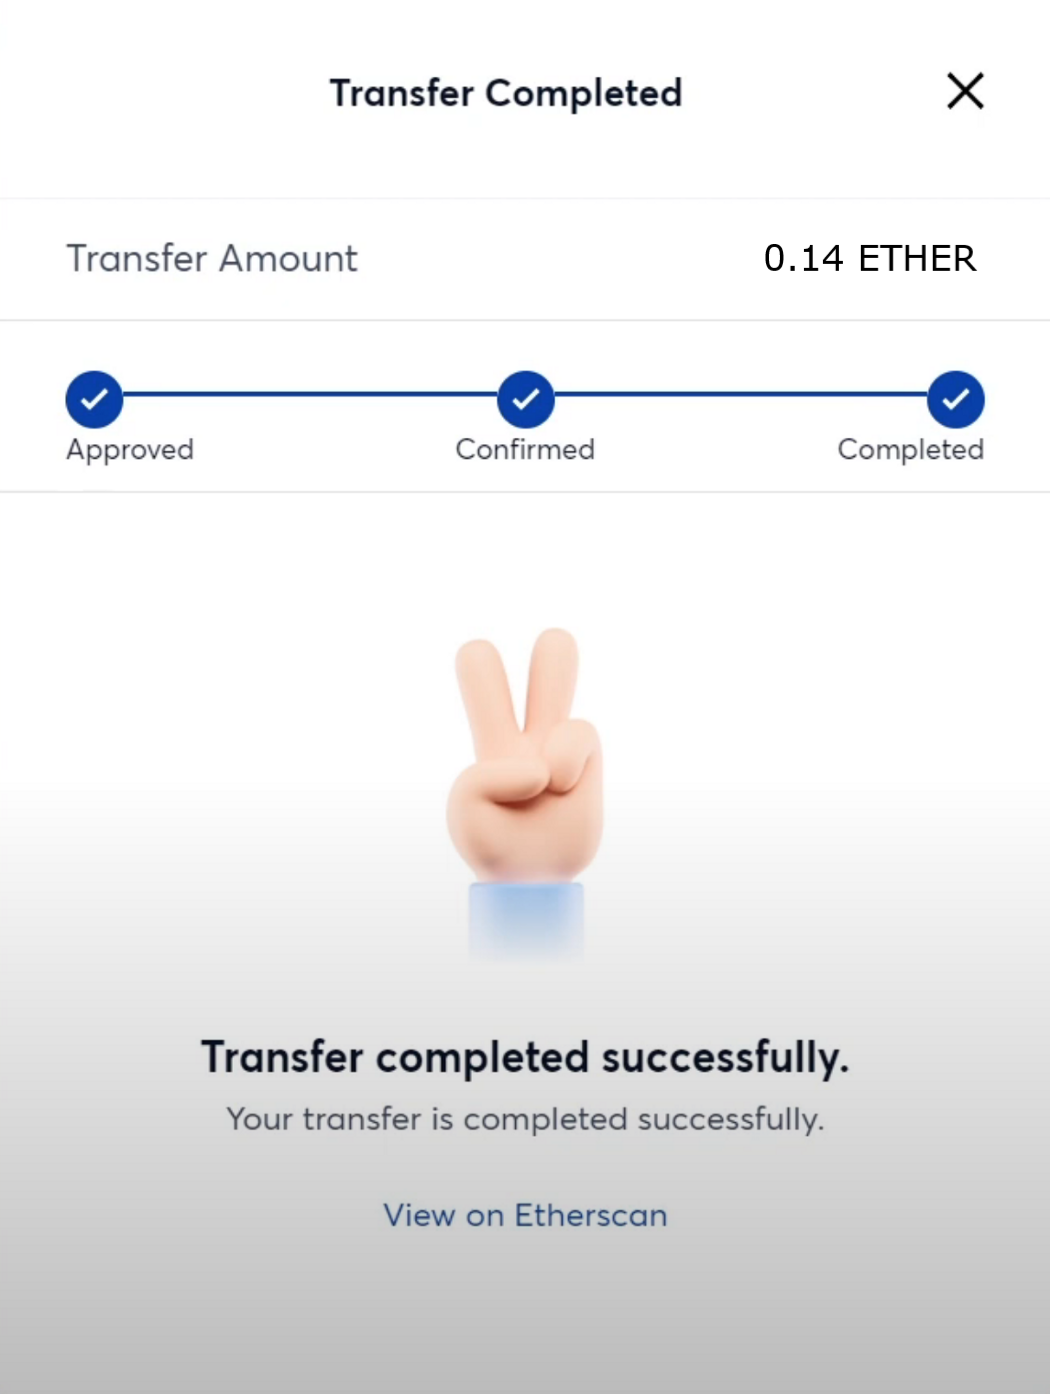 Transfer Completed
Transfer Amount 0.14 ETHER
Approved Confirmed Completed
Transfer completed successfully.
Your transfer is completed successfully.
View on Etherscan